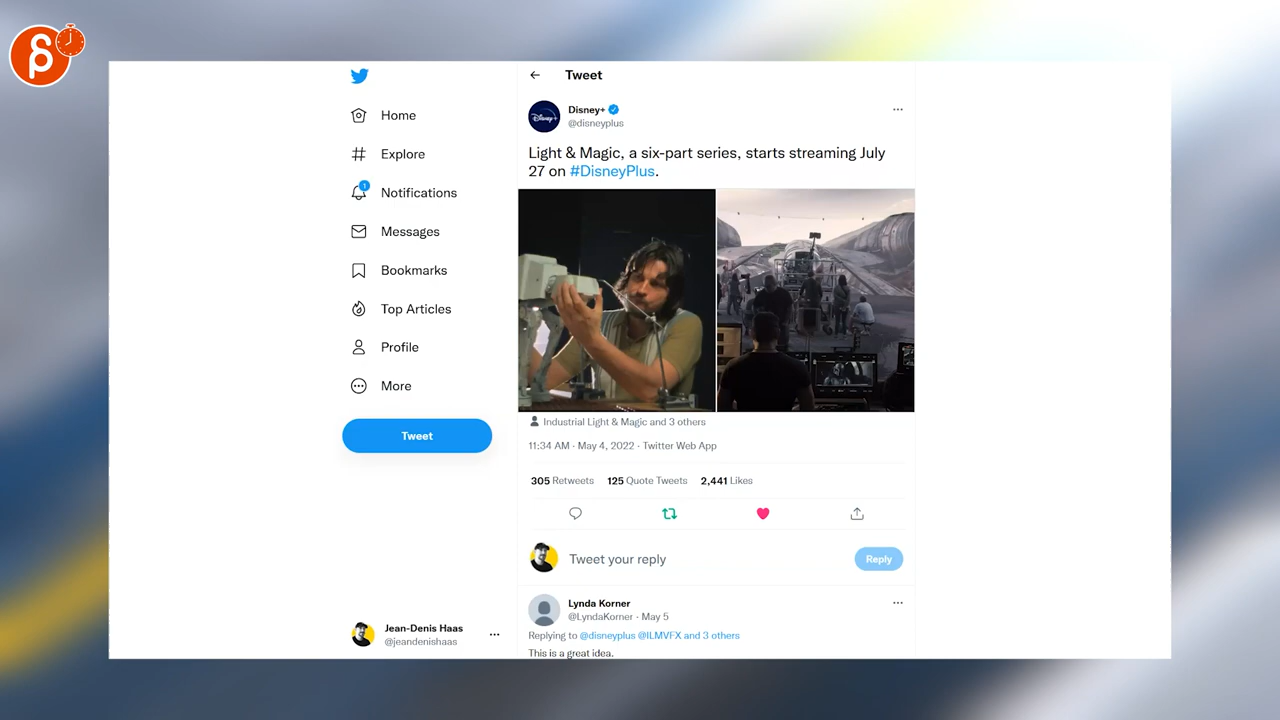 Tweet
Disney+
@disneyplus
Light & Magic, a six-part series, starts streaming July
27 on #DisneyPlus.
Industrial Light & Magic and 3 others
11:34 AM · May 4, 2022 · Twitter Web App
305 Retweets 125 Quote Tweets 2,441 Likes
Tweet your reply
Reply
Lynda Korner
@LyndaKorner · May 5
Replying to @disneyplus @ILMVFX and 3 others
This is a great idea.
Home
Explore
1
Notifications
Messages
Bookmarks
Top Articles
Profile
More
Tweet
Jean-Denis Haas
@jeandenishaas
Disney+